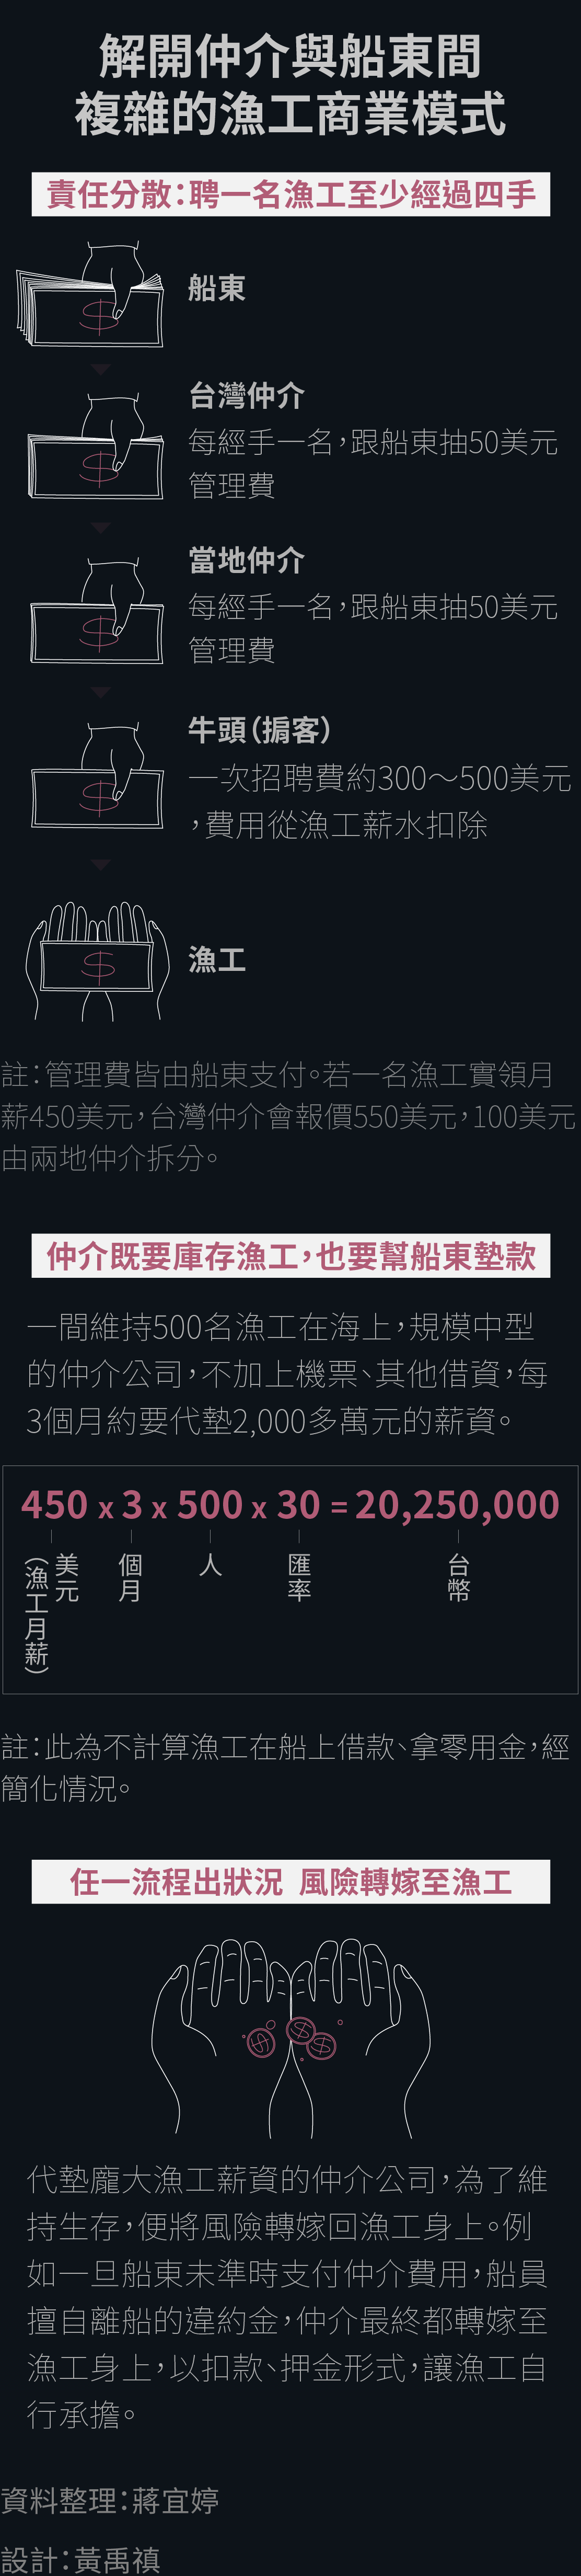 解開仲介與船東間
複雜的漁工商業模式
責任分散：聘一名漁工至少經過四手
船東
台灣仲介
每經手一名，跟船東抽50美元
管理費
當地仲介
每經手一名，跟船東抽50美元
管理費
牛頭（掮客）
一次招聘費約300～500美元
，費用從漁工薪水扣除
漁工
註：管理費皆由船東支付。若一名漁工實領月
薪450美元，台灣仲介會報價550美元，100美元
由兩地仲介拆分。
仲介既要庫存漁工，也要幫船東墊款
一間維持500名漁工在海上，規模中型
的仲介公司，不加上機票、其他借資，每
3個月約要代墊2,000多萬元的薪資。
450 x 3 x 500 x 30 = 20,250,000
美元
（漁工月薪）
個月
人
匯率
台幣
註：此為不計算漁工在船上借款、拿零用金，經
簡化情況。
任一流程出狀況 風險轉嫁至漁工
代墊龐大漁工薪資的仲介公司，為了維
持生存，便將風險轉嫁回漁工身上。例
如一旦船東未準時支付仲介費用，船員
擅自離船的違約金，仲介最終都轉嫁至
漁工身上，以扣款、押金形式，讓漁工自
行承擔。
資料整理：蔣宜婷
設計：黃禹禛